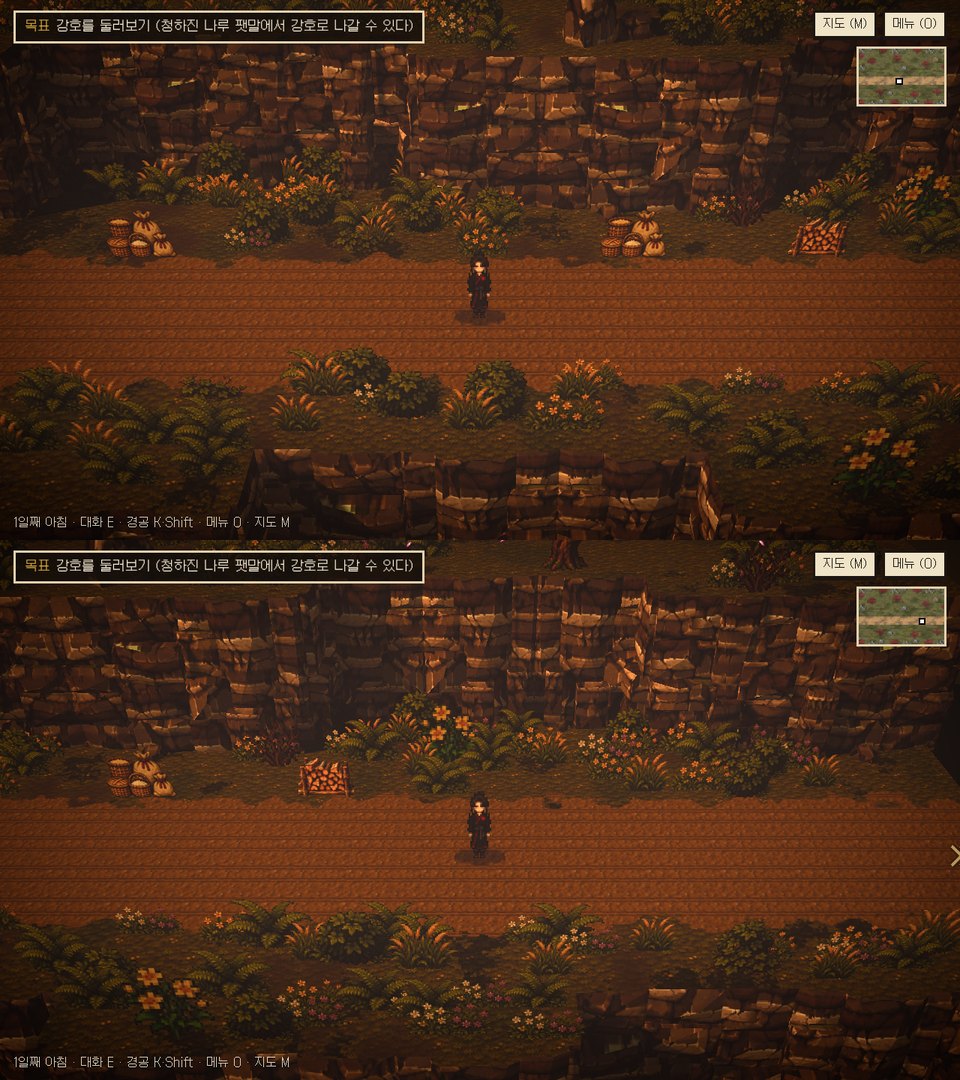 목표 강호를 둘러보기 (청하진 나루 팻말에서 강호로 나갈 수 있다)
지도 (M)
메뉴 (O)
1일째 아침 · 대화 E · 경공 K·Shift · 메뉴 O · 지도 M
목표 강호를 둘러보기 (청하진 나루 팻말에서 강호로 나갈 수 있다)
지도 (M)
메뉴 (O)
1일째 아침 · 대화 E · 경공 K·Shift · 메뉴 O · 지도 M